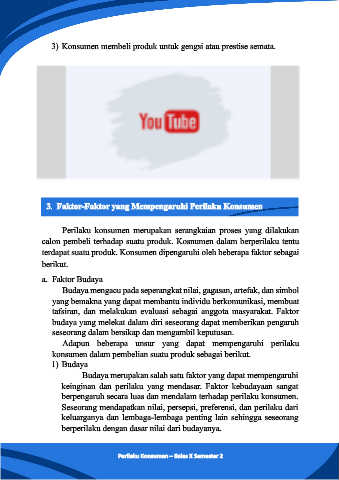 3) Konsumen membeli produk untuk gengsi atau prestise semata.
YouTube
3. Faktor-Faktor yang Mempengaruhi Perilaku Konsumen
Perilaku konsumen merupakan serangkaian proses yang dilakukan
calon pembeli terhadap suatu produk. Kosnumen dalam berperilaku tentu
terdapat suatu produk. Konsumen dipengaruhi oleh beberapa faktor sebagai
berikut.
a. Faktor Budaya
Budaya mengacu pada seperangkat nilai, gagasan, artefak, dan simbol
yang bemakna yang dapat membantu individu berkomunikasi, membuat
tafsiran, dan melakukan evaluasi sebagai anggota masyarakat. Faktor
budaya yang melekat dalam diri seseorang dapat memberikan pengaruh
seseorang dalam bersikap dan mengambil keputusan.
Adapun beberapa unsur yang dapat mempengaruhi perilaku
konsumen dalam pembelian suatu produk sebagai berikut.
1) Budaya
Budaya merupakan salah satu faktor yang dapat mempengaruhi
keinginan dan perilaku yang mendasar. Faktor kebudayaan sangat
berpengaruh secara luas dan mendalam terhadap perilaku konsumen.
Seseorang mendapatkan nilai, persepsi, preferensi, dan perilaku dari
keluarganya dan lembaga-lembaga penting lain sehingga seseorang
berperilaku dengan dasar nilai dari budayanya.
Perilaku Konsumen – Kelas X Semester 2